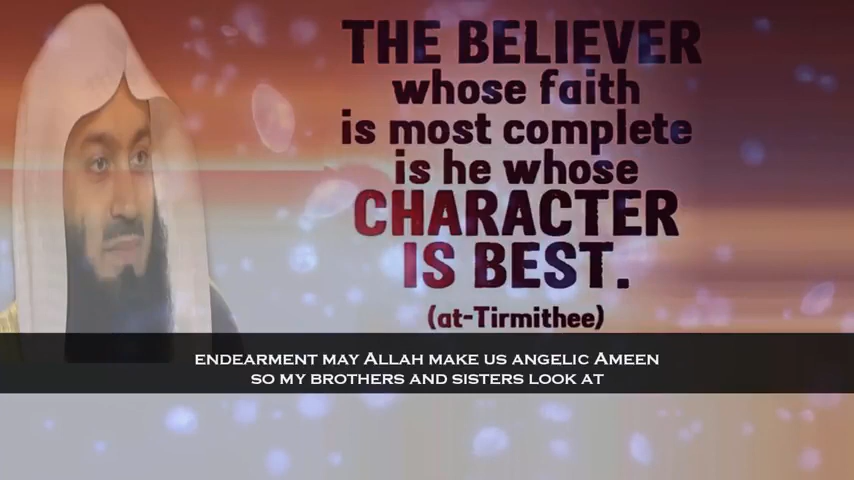 THE BELIEVER
whose faith
is most complete
is he whose
CHARACTER
IS BEST.
(at-Tirmithee)
ENDEARMENT MAY ALLAH MAKE US ANGELIC AMEEN
SO MY BROTHERS AND SISTERS LOOK AT